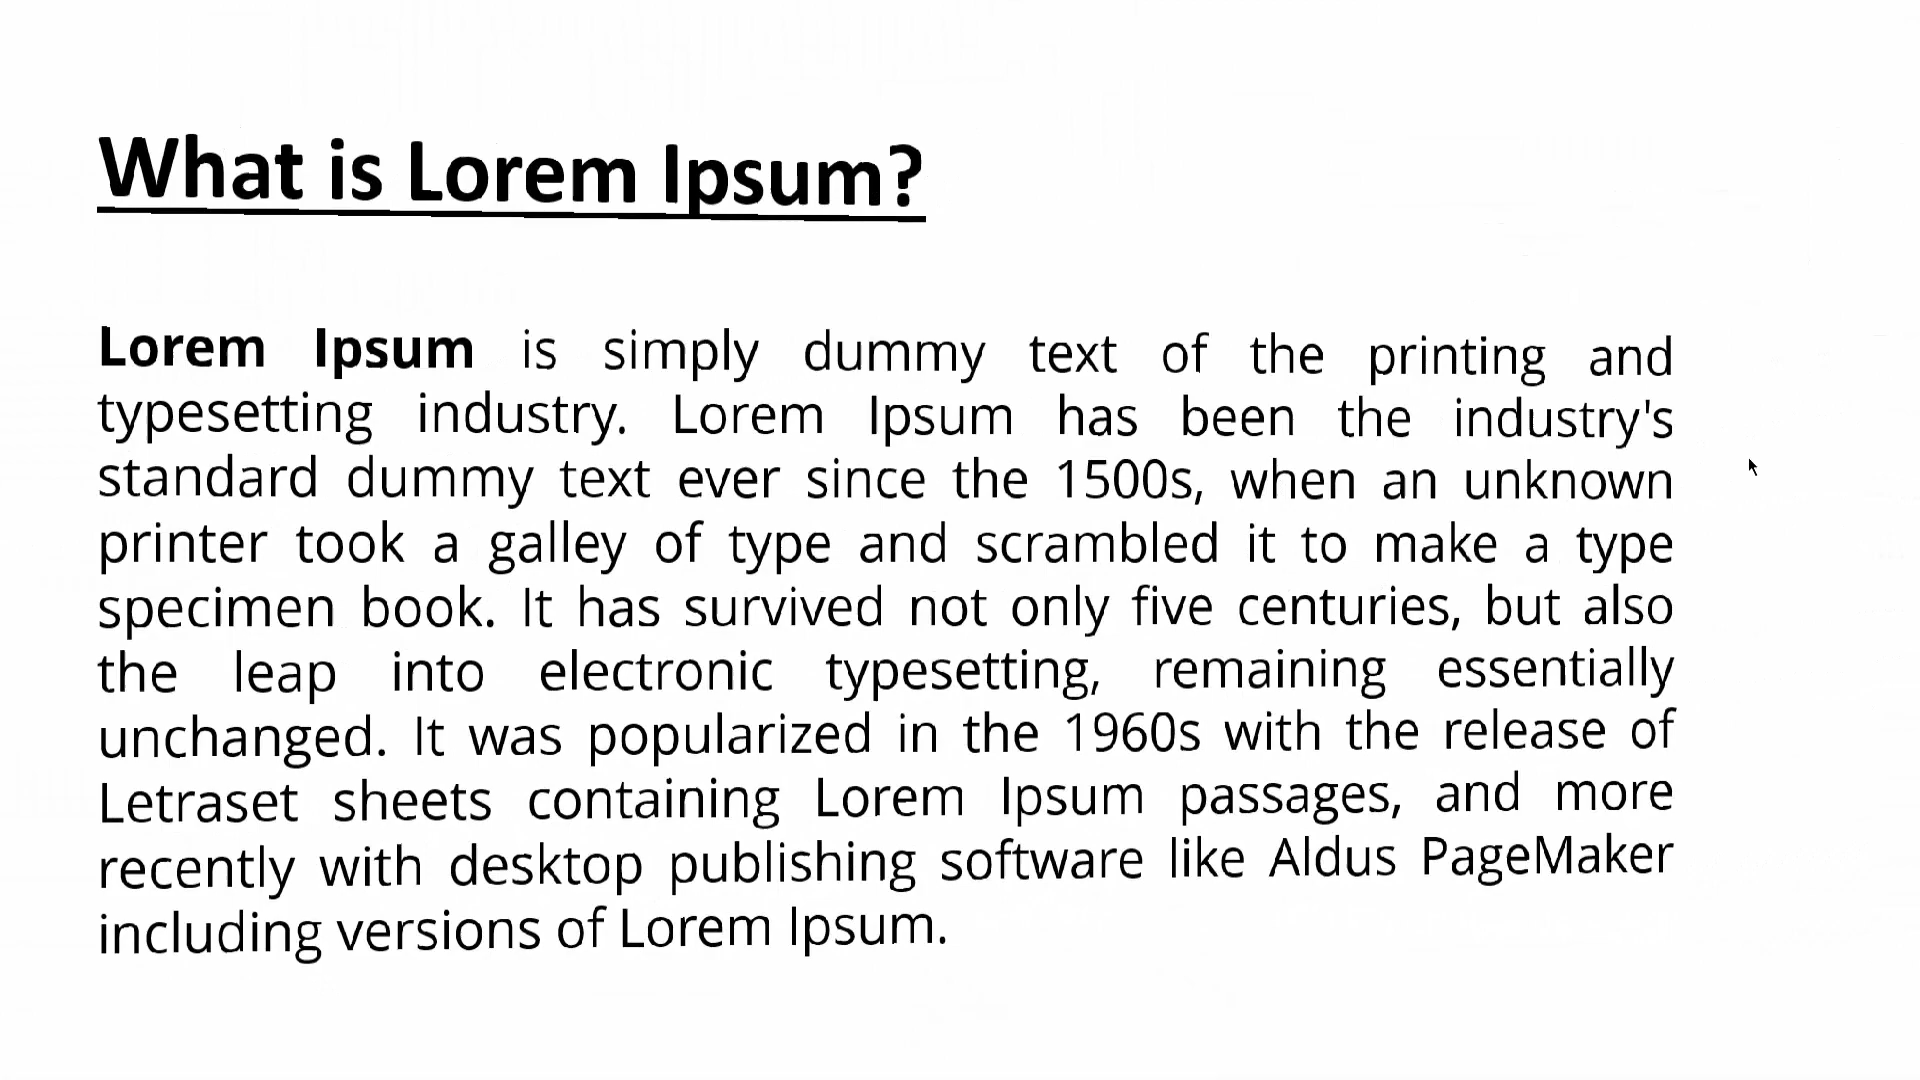 What is Lorem Ipsum?
Lorem Ipsum is simply dummy text of the printing and
typesetting industry. Lorem Ipsum has been the industry's
standard dummy text ever since the 1500s, when an unknown
printer took a galley of type and scrambled it to make a type
specimen book. It has survived not only five centuries, but also
the leap into electronic typesetting, remaining essentially
unchanged. It was popularized in the 1960s with the release of
Letraset sheets containing Lorem Ipsum passages, and more
recently with desktop publishing software like Aldus PageMaker
including versions of Lorem Ipsum.